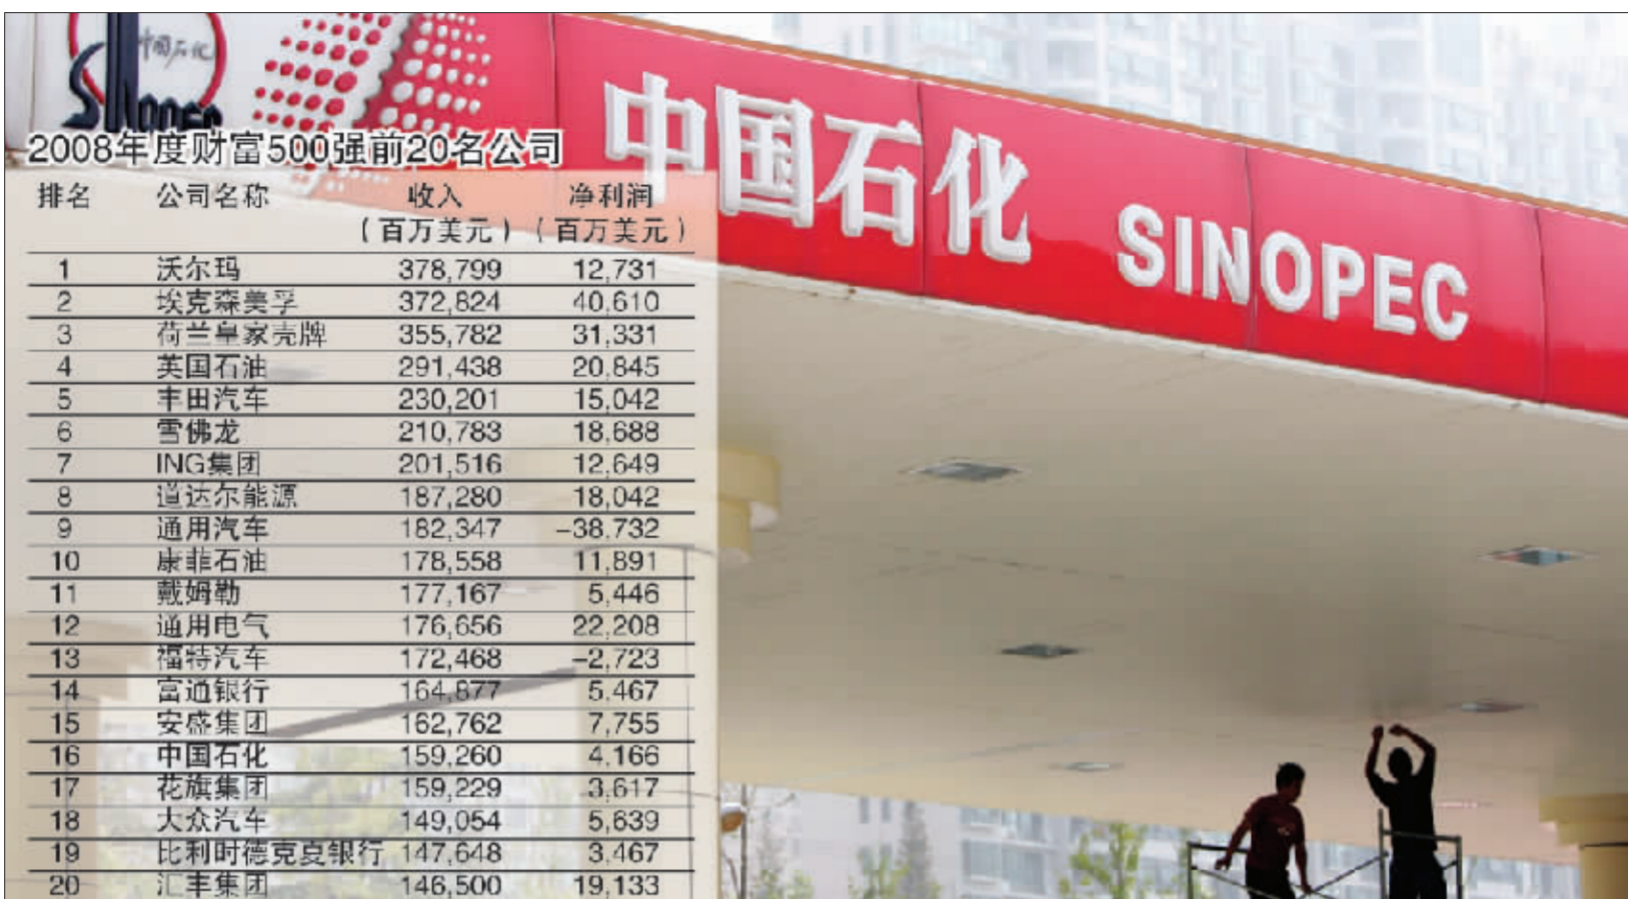 中国石化
SINOPEC
中国石化 SINOPEC
2008年度财富500强前20名公司
排名 公司名称 收入 净利润
(百万美元) (百万美元)
1 沃尔玛 378,799 12,731
2 埃克森美孚 372,824 40,610
3 荷兰皇家壳牌 355,782 31,331
4 英国石油 291,438 20,845
5 丰田汽车 230,201 15,042
6 雪佛龙 210,783 18,688
7 ING集团 201,516 12,649
8 道达尔能源 187,280 18,042
9 通用汽车 182,347 -38,732
10 康菲石油 178,558 11,891
11 戴姆勒 177,167 5,446
12 通用电气 176,656 22,208
13 福特汽车 172,468 -2,723
14 富通银行 164,877 5,467
15 安盛集团 162,762 7,755
16 中国石化 159,260 4,166
17 花旗集团 159,229 3,617
18 大众汽车 149,054 5,639
19 比利时德克夏银行 147,648 3,467
20 汇丰集团 146,500 19,133